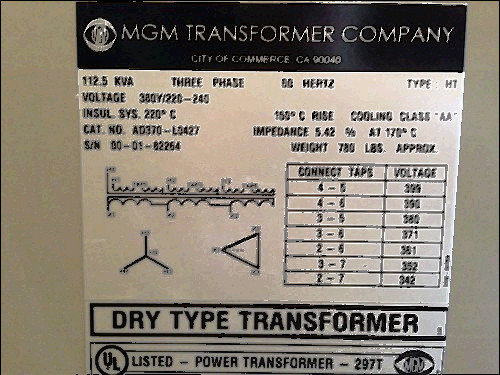 MGM TRANSFORMER COMPANY
CITY OF COMMERCE, CA 90040
112.5 KVA THREE PHASE 60 HERTZ TYPE: HT
VOLTAGE 380Y/220-240
INSUL. SYS. 220° C 150° C RISE COOLING CLASS "AA"
CAT. NO. AD370-L0427 IMPEDANCE 5.42 % AT 170° C
S/N 00-01-82264 WEIGHT 780 LBS. APPROX.
CONNECT TAPS VOLTAGE
4 - 5 399
4 - 6 390
3 - 5 380
3 - 6 371
2 - 6 361
3 - 7 352
2 - 7 342
DRY TYPE TRANSFORMER
UL LISTED - POWER TRANSFORMER - 297T MGM